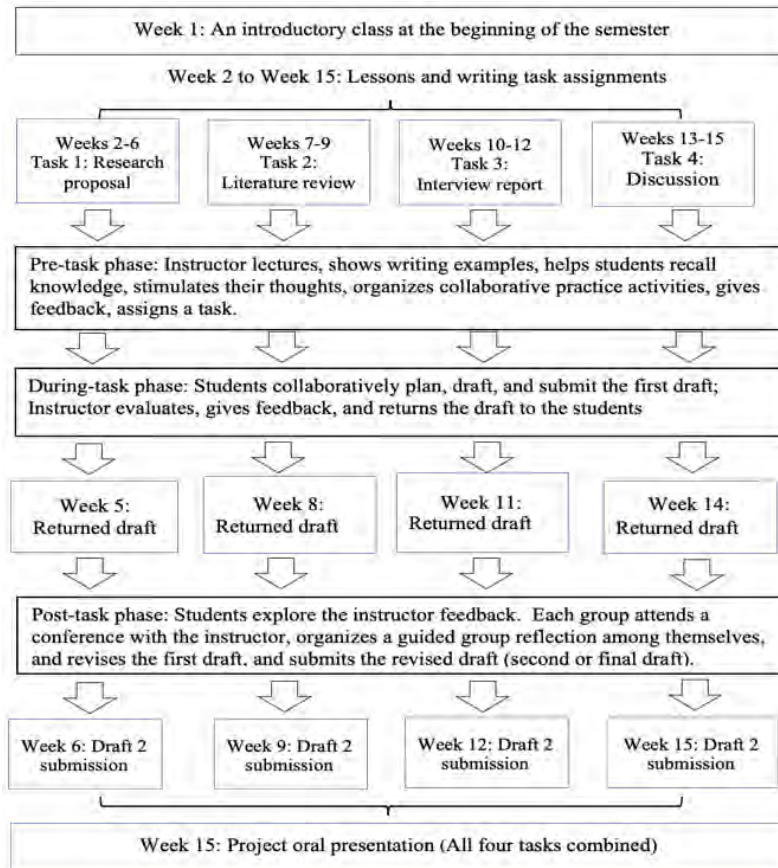 Week 1: An introductory class at the beginning of the semester
Week 2 to Week 15: Lessons and writing task assignments
Weeks 2-6
Task 1: Research
proposal
Weeks 7-9
Task 2:
Literature review
Weeks 10-12
Task 3:
Interview report
Weeks 13-15
Task 4:
Discussion
Pre-task phase: Instructor lectures, shows writing examples, helps students recall
knowledge, stimulates their thoughts, organizes collaborative practice activities, gives
feedback, assigns a task.
During-task phase: Students collaboratively plan, draft, and submit the first draft;
Instructor evaluates, gives feedback, and returns the draft to the students
Week 5:
Returned draft
Week 8:
Returned draft
Week 11:
Returned draft
Week 14:
Returned draft
Post-task phase: Students explore the instructor feedback. Each group attends a
conference with the instructor, organizes a guided group reflection among themselves,
and revises the first draft, and submits the revised draft (second or final draft).
Week 6: Draft 2
submission
Week 9: Draft 2
submission
Week 12: Draft 2
submission
Week 15: Draft 2
submission
Week 15: Project oral presentation (All four tasks combined)